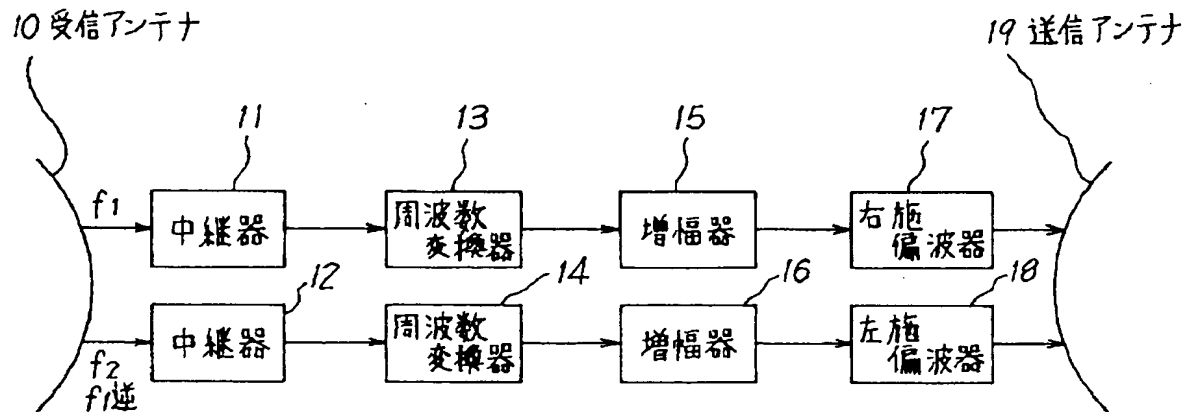 10 受信アンテナ
19 送信アンテナ
11
13
15
17
f1
中継器
周波数
変換器
増幅器
右施
偏波器
12
14
16
18
中継器
周波数
変換器
増幅器
左施
偏波器
f2
f1逆